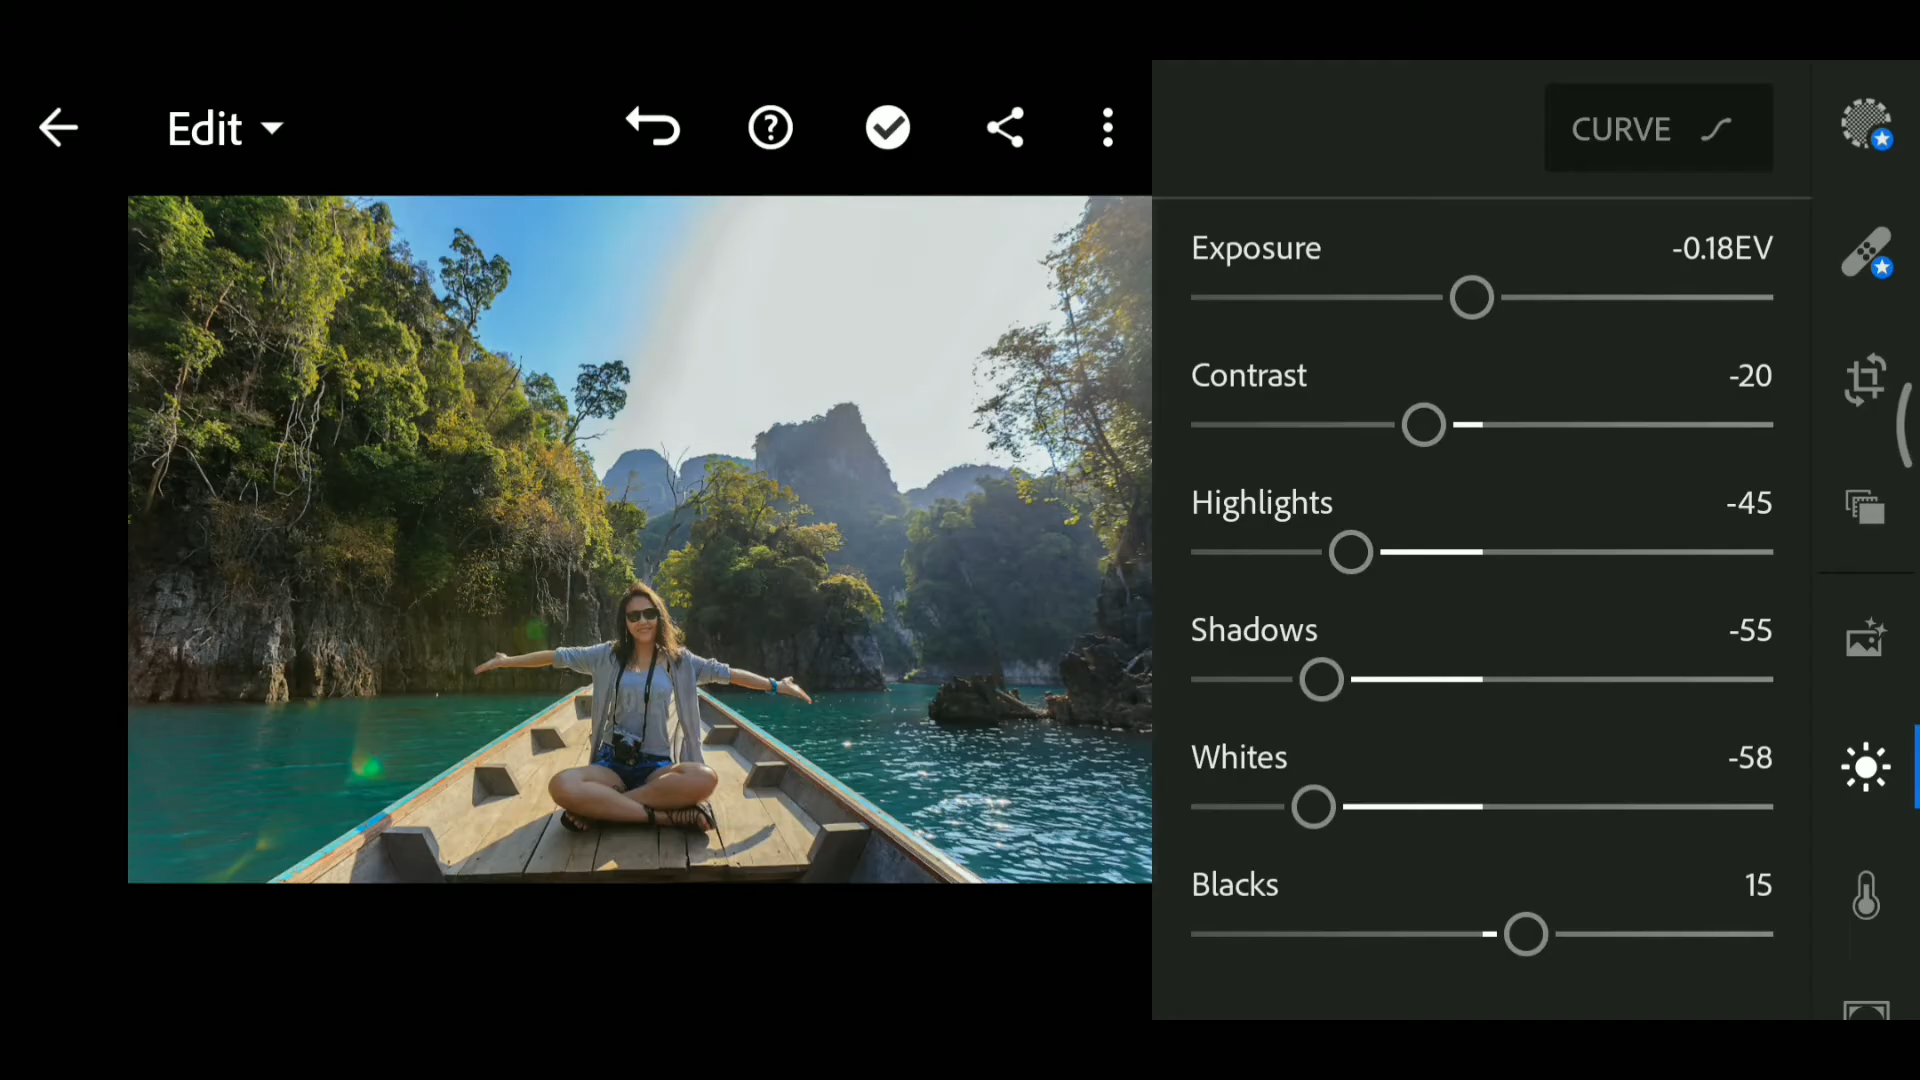 Edit
CURVE
Exposure -0.18EV
Contrast -20
Highlights -45
Shadows -55
Whites -58
Blacks 15